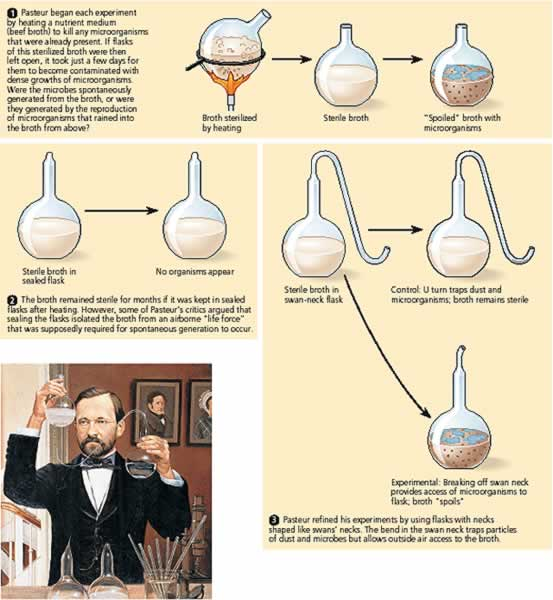 1 Pasteur began each experiment
by heating a nutrient medium
(beef broth) to kill any microorganisms
that were already present. If flasks
of this sterilized broth were then
left open, it took just a few days for
them to become contaminated with
dense growths of microorganisms.
Were the microbes spontaneously
generated from the broth, or were
they generated by the reproduction
of microorganisms that rained into
the broth from above?
Broth sterilized
by heating
Sterile broth
"Spoiled" broth with
microorganisms
Sterile broth in
sealed flask
No organisms appear
2 The broth remained sterile for months if it was kept in sealed
flasks after heating. However, some of Pasteur's critics argued that
sealing the flasks isolated the broth from an airborne "life force"
that was supposedly required for spontaneous generation to occur.
Sterile broth in
swan-neck flask
Control: U turn traps dust and
microorganisms; broth remains sterile
Experimental: Breaking off swan neck
provides access of microorganisms to
flask; broth "spoils"
3 Pasteur refined his experiments by using flasks with necks
shaped like swans' necks. The bend in the swan neck traps particles
of dust and microbes but allows outside air access to the broth.